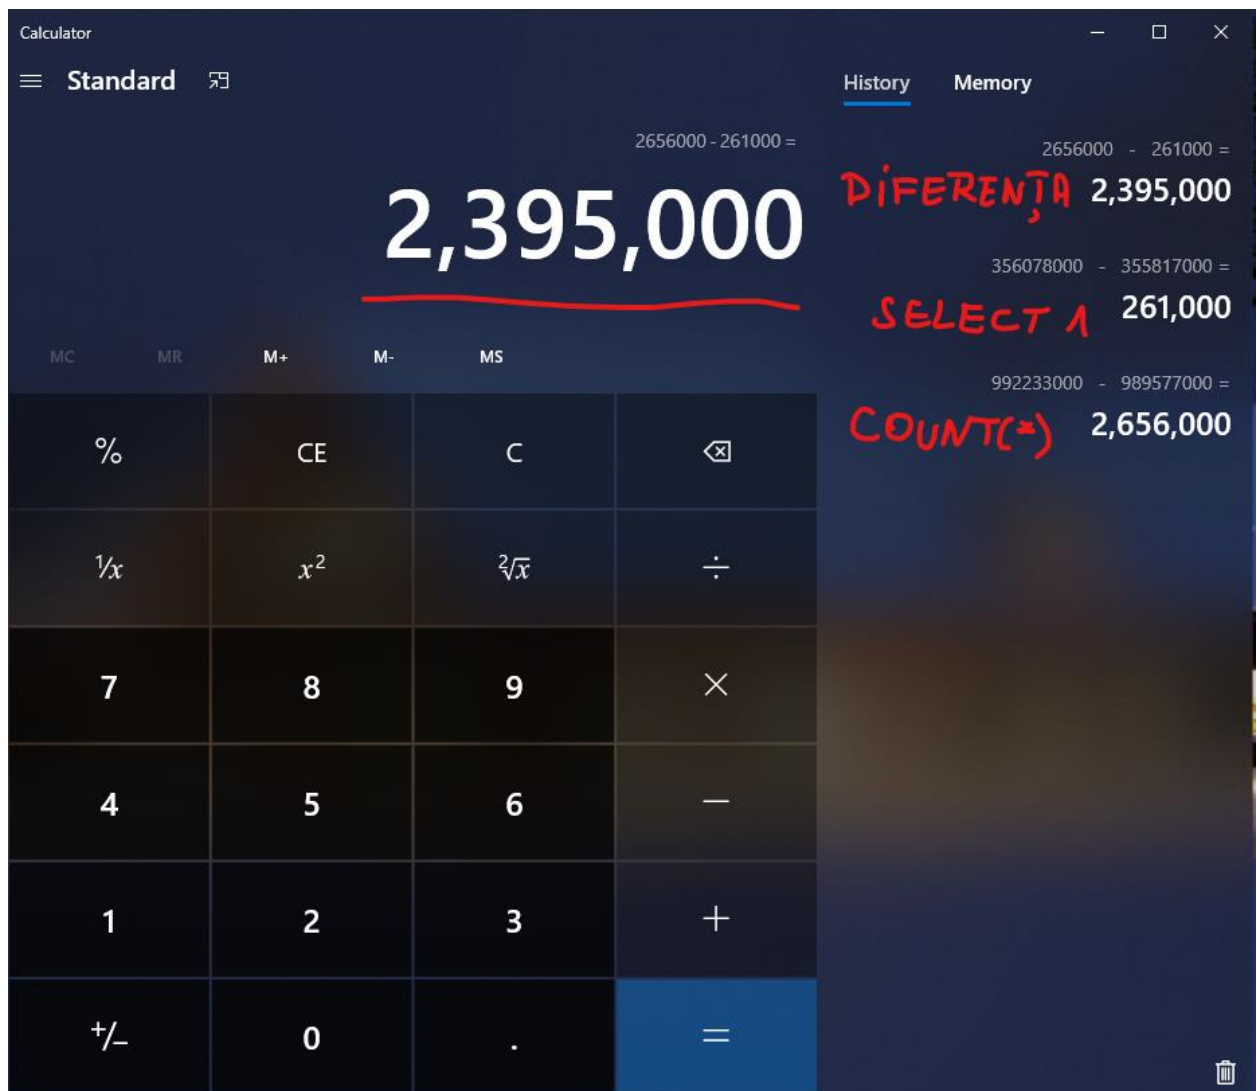 Calculator
Standard
History Memory
2656000 - 261000 =
2,395,000
2656000 - 261000 =
DIFERENȚA 2,395,000
356078000 - 355817000 =
SELECT 1 261,000
992233000 - 989577000 =
COUNT(*) 2,656,000
MC MR M+ M- MS
% CE C
1/x x² ²√x ÷
7 8 9 ×
4 5 6 −
1 2 3 +
+/− 0 . =